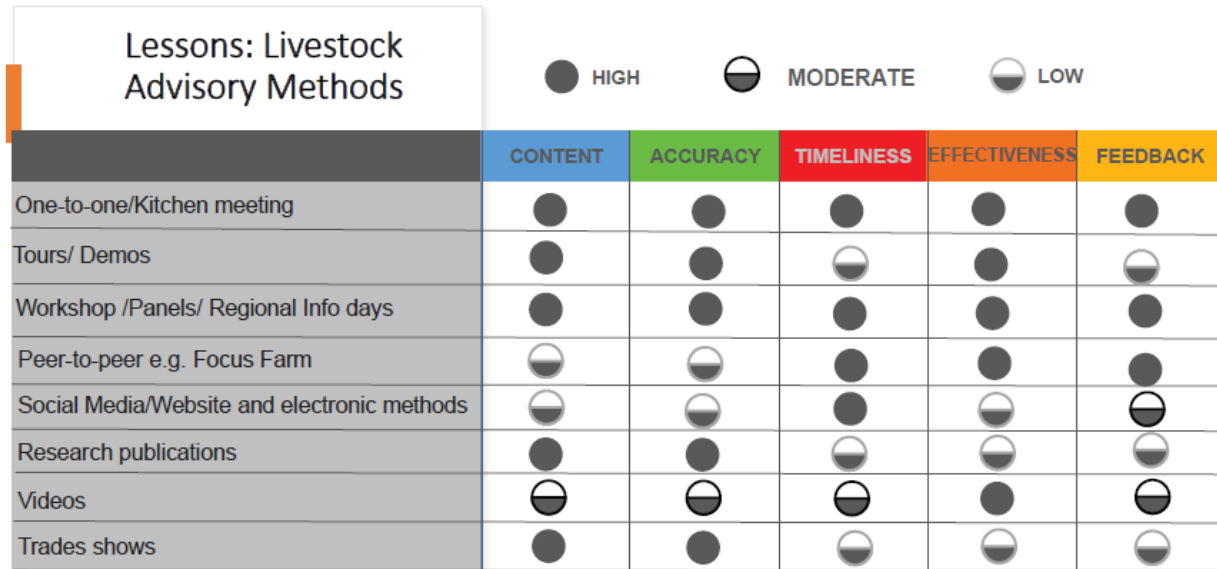 Lessons: Livestock
Advisory Methods
HIGH
MODERATE
LOW
CONTENT ACCURACY TIMELINESS EFFECTIVENESS FEEDBACK
One-to-one/Kitchen meeting
Tours/ Demos
Workshop /Panels/ Regional Info days
Peer-to-peer e.g. Focus Farm
Social Media/Website and electronic methods
Research publications
Videos
Trades shows